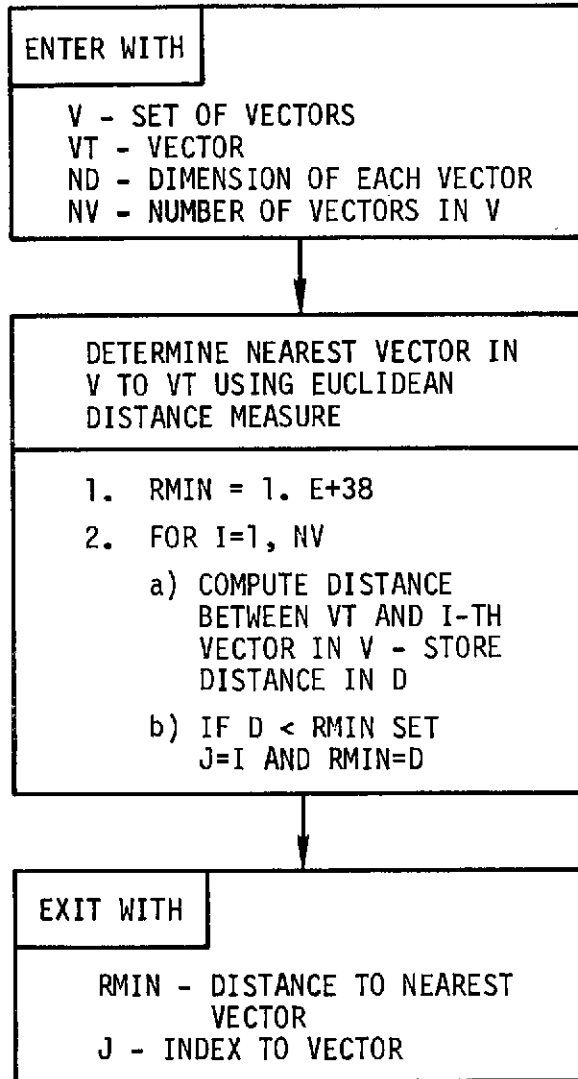 ENTER WITH
V - SET OF VECTORS
VT - VECTOR
ND - DIMENSION OF EACH VECTOR
NV - NUMBER OF VECTORS IN V
DETERMINE NEAREST VECTOR IN
V TO VT USING EUCLIDEAN
DISTANCE MEASURE
1. RMIN = 1. E+38
2. FOR I=1, NV
a) COMPUTE DISTANCE
BETWEEN VT AND I-TH
VECTOR IN V - STORE
DISTANCE IN D
b) IF D < RMIN SET
J=I AND RMIN=D
EXIT WITH
RMIN - DISTANCE TO NEAREST
VECTOR
J - INDEX TO VECTOR